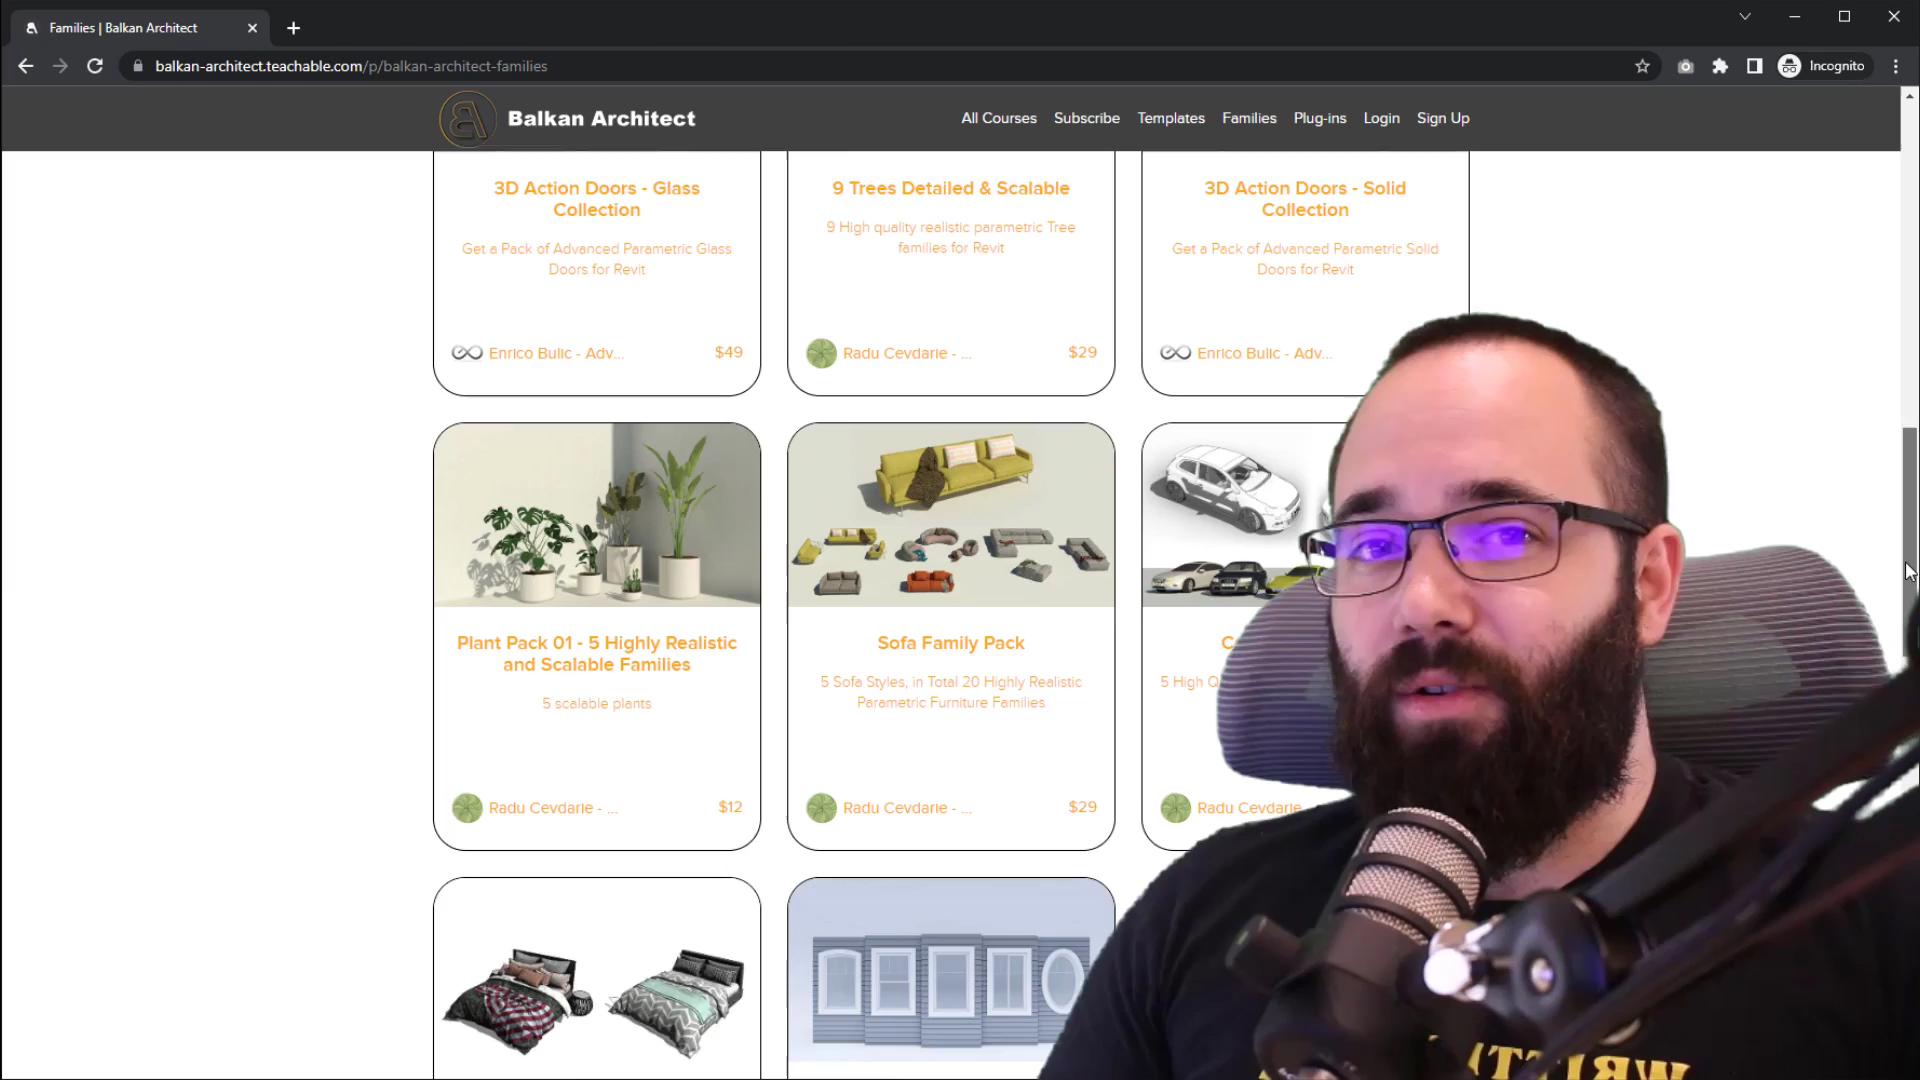 Families | Balkan Architect
balkan-architect.teachable.com/p/balkan-architect-families
Incognito
Balkan Architect
All Courses
Subscribe
Templates
Families
Plug-ins
Login
Sign Up
3D Action Doors - Glass
Collection
Get a Pack of Advanced Parametric Glass
Doors for Revit
Enrico Bulic - Adv...
$49
9 Trees Detailed & Scalable
9 High quality realistic parametric Tree
families for Revit
Radu Cevdarie - ...
$29
3D Action Doors - Solid
Collection
Get a Pack of Advanced Parametric Solid
Doors for Revit
Enrico Bulic - Adv...
Plant Pack 01 - 5 Highly Realistic
and Scalable Families
5 scalable plants
Radu Cevdarie - ...
$12
Sofa Family Pack
5 Sofa Styles, in Total 20 Highly Realistic
Parametric Furniture Families
Radu Cevdarie - ...
$29
5 High
Radu Cevdarie